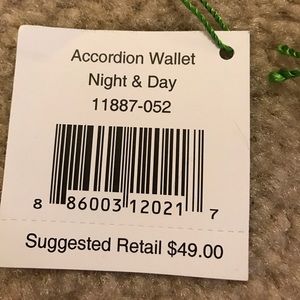 Accordion Wallet
Night & Day
11887-052
8 86003 12021 7
Suggested Retail $49.00